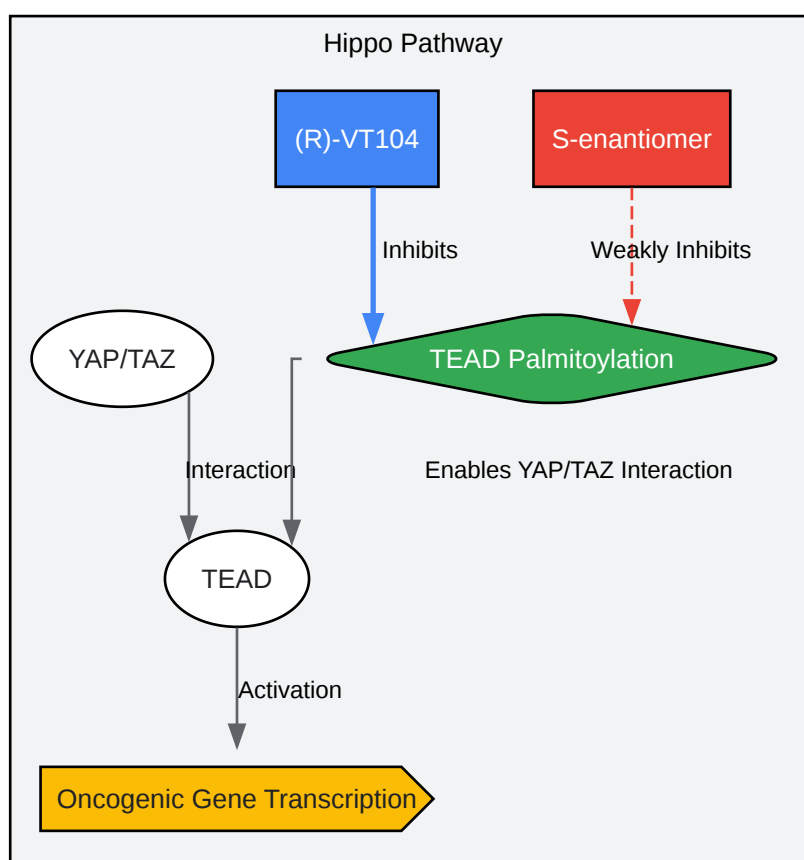 Hippo Pathway
(R)-VT104
S-enantiomer
Inhibits
Weakly Inhibits
YAP/TAZ
TEAD Palmitoylation
Interaction
Enables YAP/TAZ Interaction
TEAD
Activation
Oncogenic Gene Transcription